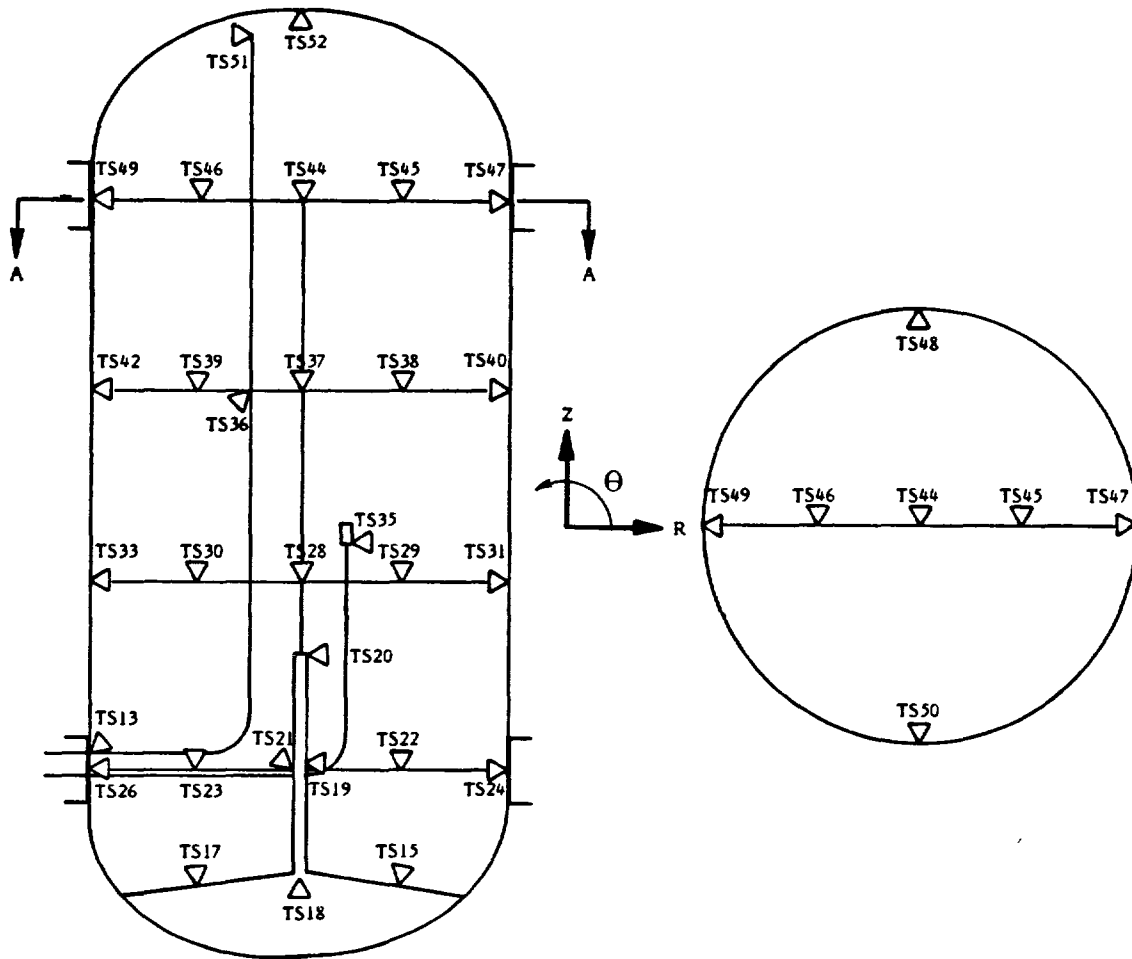 TS52
TS51
TS49 TS46 TS44 TS45 TS47
A A
TS48
TS42 TS39 TS37 TS38 TS40
TS36
Z
Θ
R
TS49 TS46 TS44 TS45 TS47
TS35
TS33 TS30 TS28 TS29 TS31
TS20
TS50
TS13
TS21 TS22
TS26 TS23 TS19 TS24
TS17 TS15
TS18